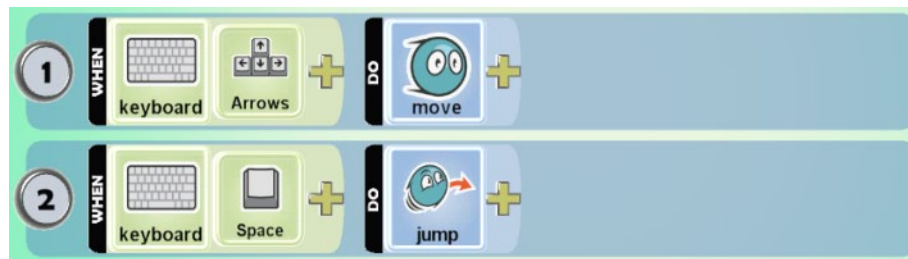 1 WHEN keyboard Arrows DO move
2 WHEN keyboard Space DO jump